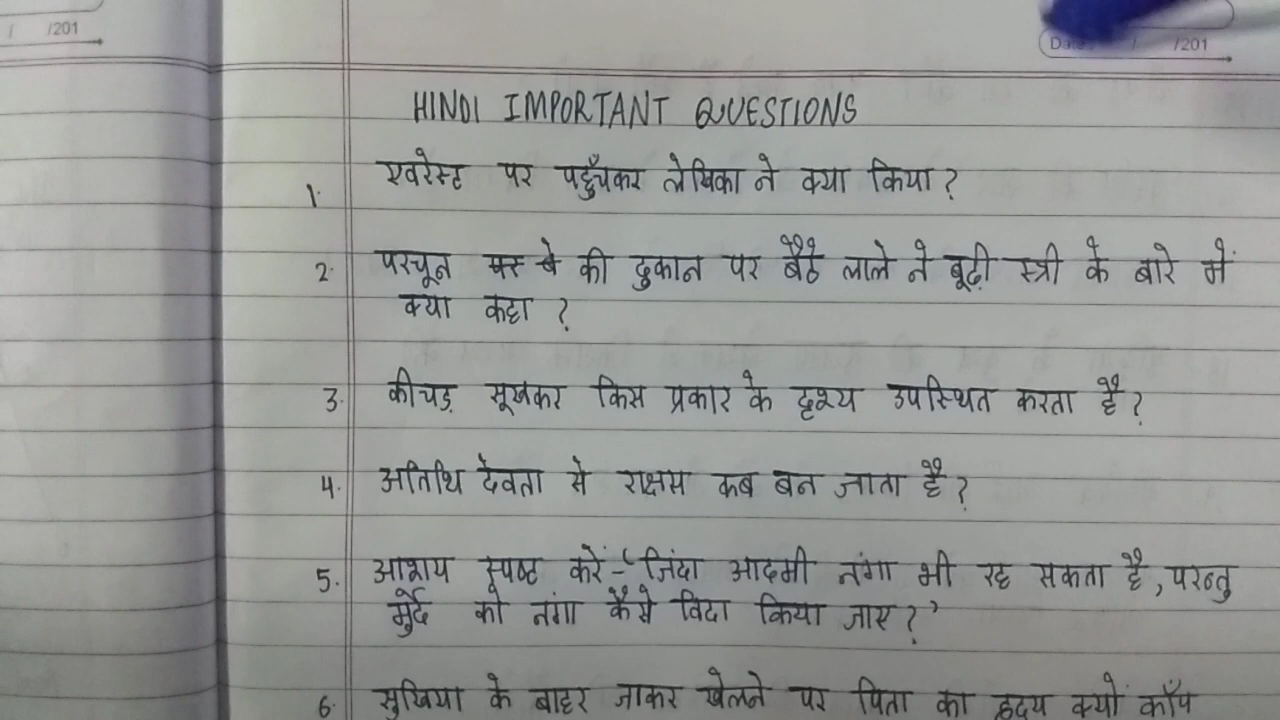 / /201
Date / /201
HINDI IMPORTANT QUESTIONS
1. एवरेस्ट पर पहुँचकर लेखिका ने क्या किया?
2. परचून की दुकान पर बैठे लाले ने बूढ़ी स्त्री के बारे में
क्या कहा ?
3. कीचड़ सूखकर किस प्रकार के दृश्य उपस्थित करता है?
4. अतिथि देवता से राक्षस कब बन जाता है?
5. आशय स्पष्ट करें-'जिंदा आदमी नंगा भी रह सकता है, परन्तु
मुर्दे को नंगा कैसे विदा किया जाए?'
6. सुखिया के बाहर जाकर खेलने पर पिता का हृदय क्यों काँप